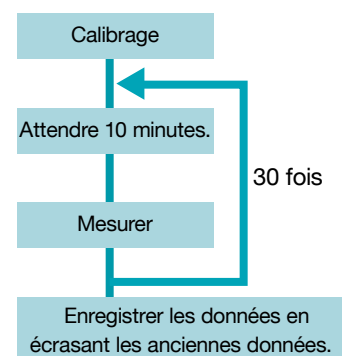 Calibrage
Attendre 10 minutes.
30 fois
Mesurer
Enregistrer les données en
écrasant les anciennes données.